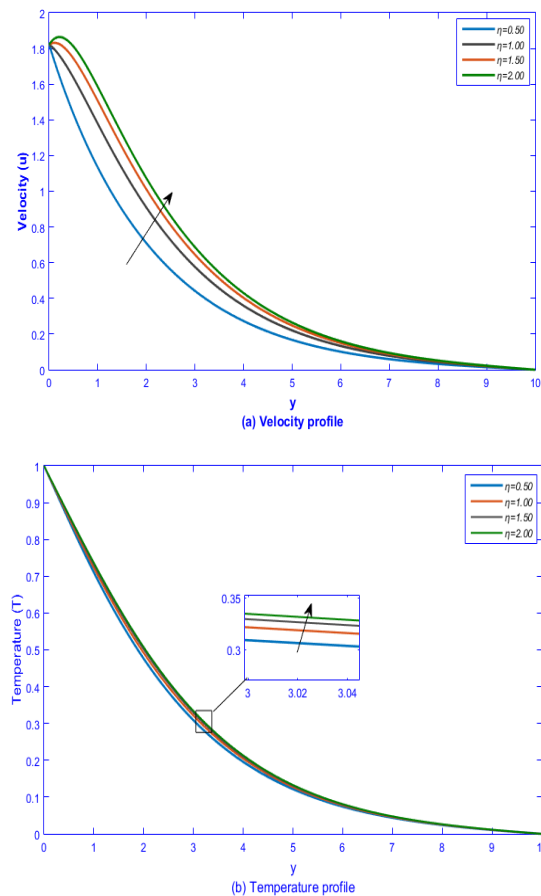 2
1.8
1.6
1.4
1.2
1
0.8
0.6
0.4
0.2
0
Velocity (u)
η=0.50
η=1.00
η=1.50
η=2.00
0 1 2 3 4 5 6 7 8 9 10
y
(a) Velocity profile
1
0.9
0.8
0.7
0.6
0.5
0.4
0.3
0.2
0.1
0
Temperature (T)
η=0.50
η=1.00
η=1.50
η=2.00
0.35
0.3
3 3.02 3.04
0 1 2 3 4 5 6 7 8 9 10
y
(b) Temperature profile